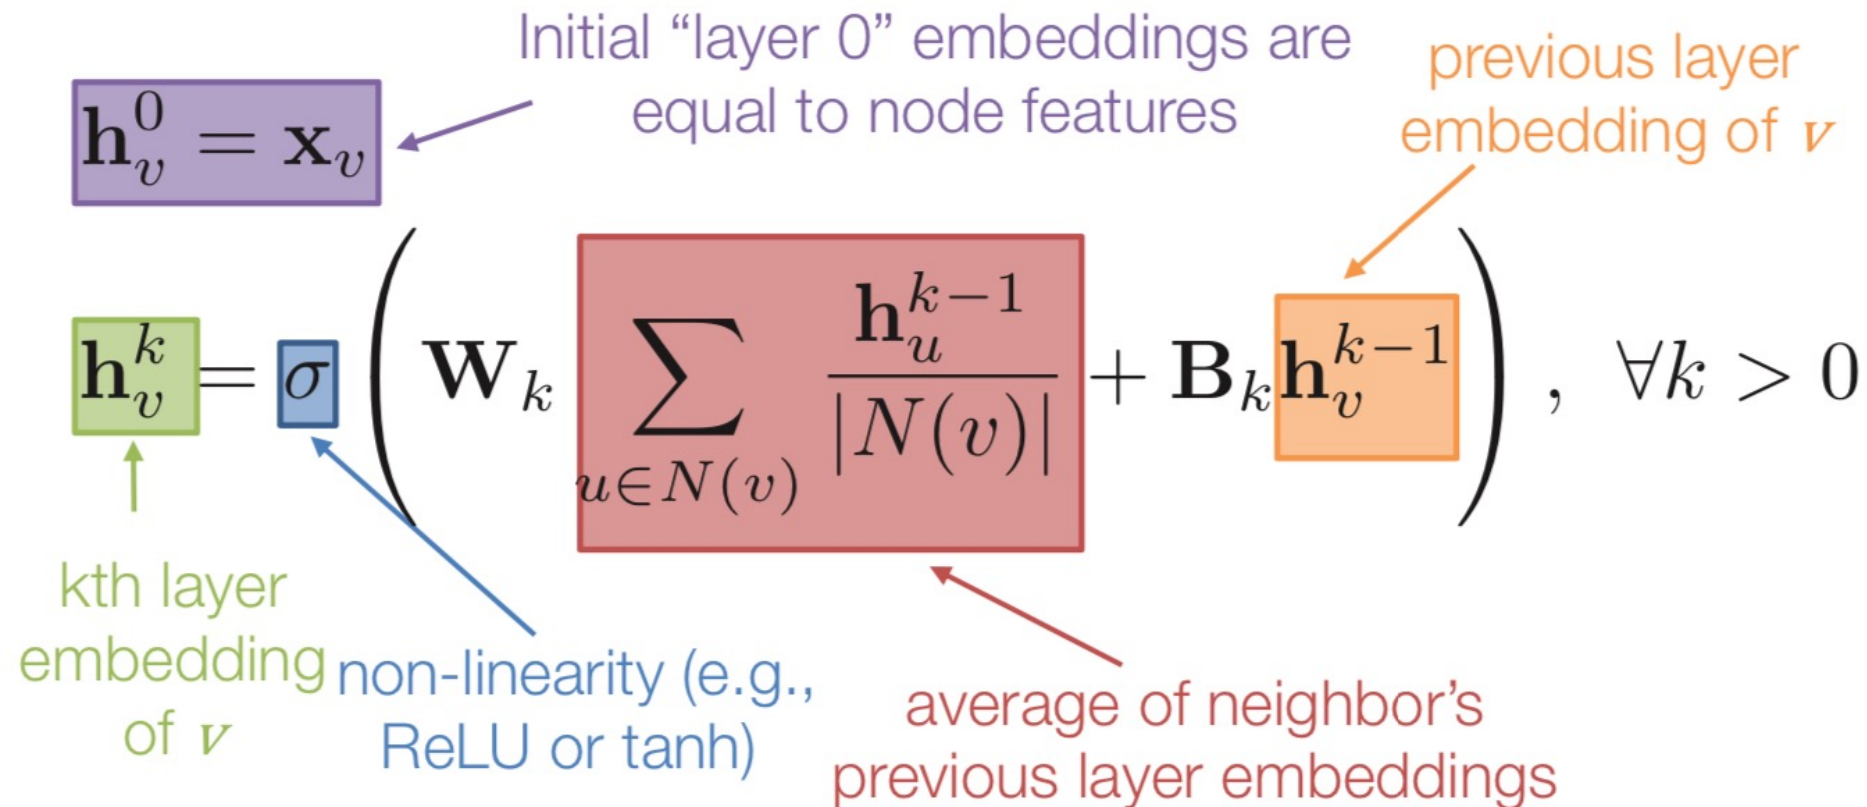 Initial “layer 0” embeddings are
equal to node features
previous layer
embedding of v
h_v^0 = x_v
h_v^k = σ ( W_k ∑_{u∈N(v)} h_u^{k−1} / |N(v)| + B_k h_v^{k−1} ) , ∀k > 0
kth layer
embedding
of v
non-linearity (e.g.,
ReLU or tanh)
average of neighbor’s
previous layer embeddings